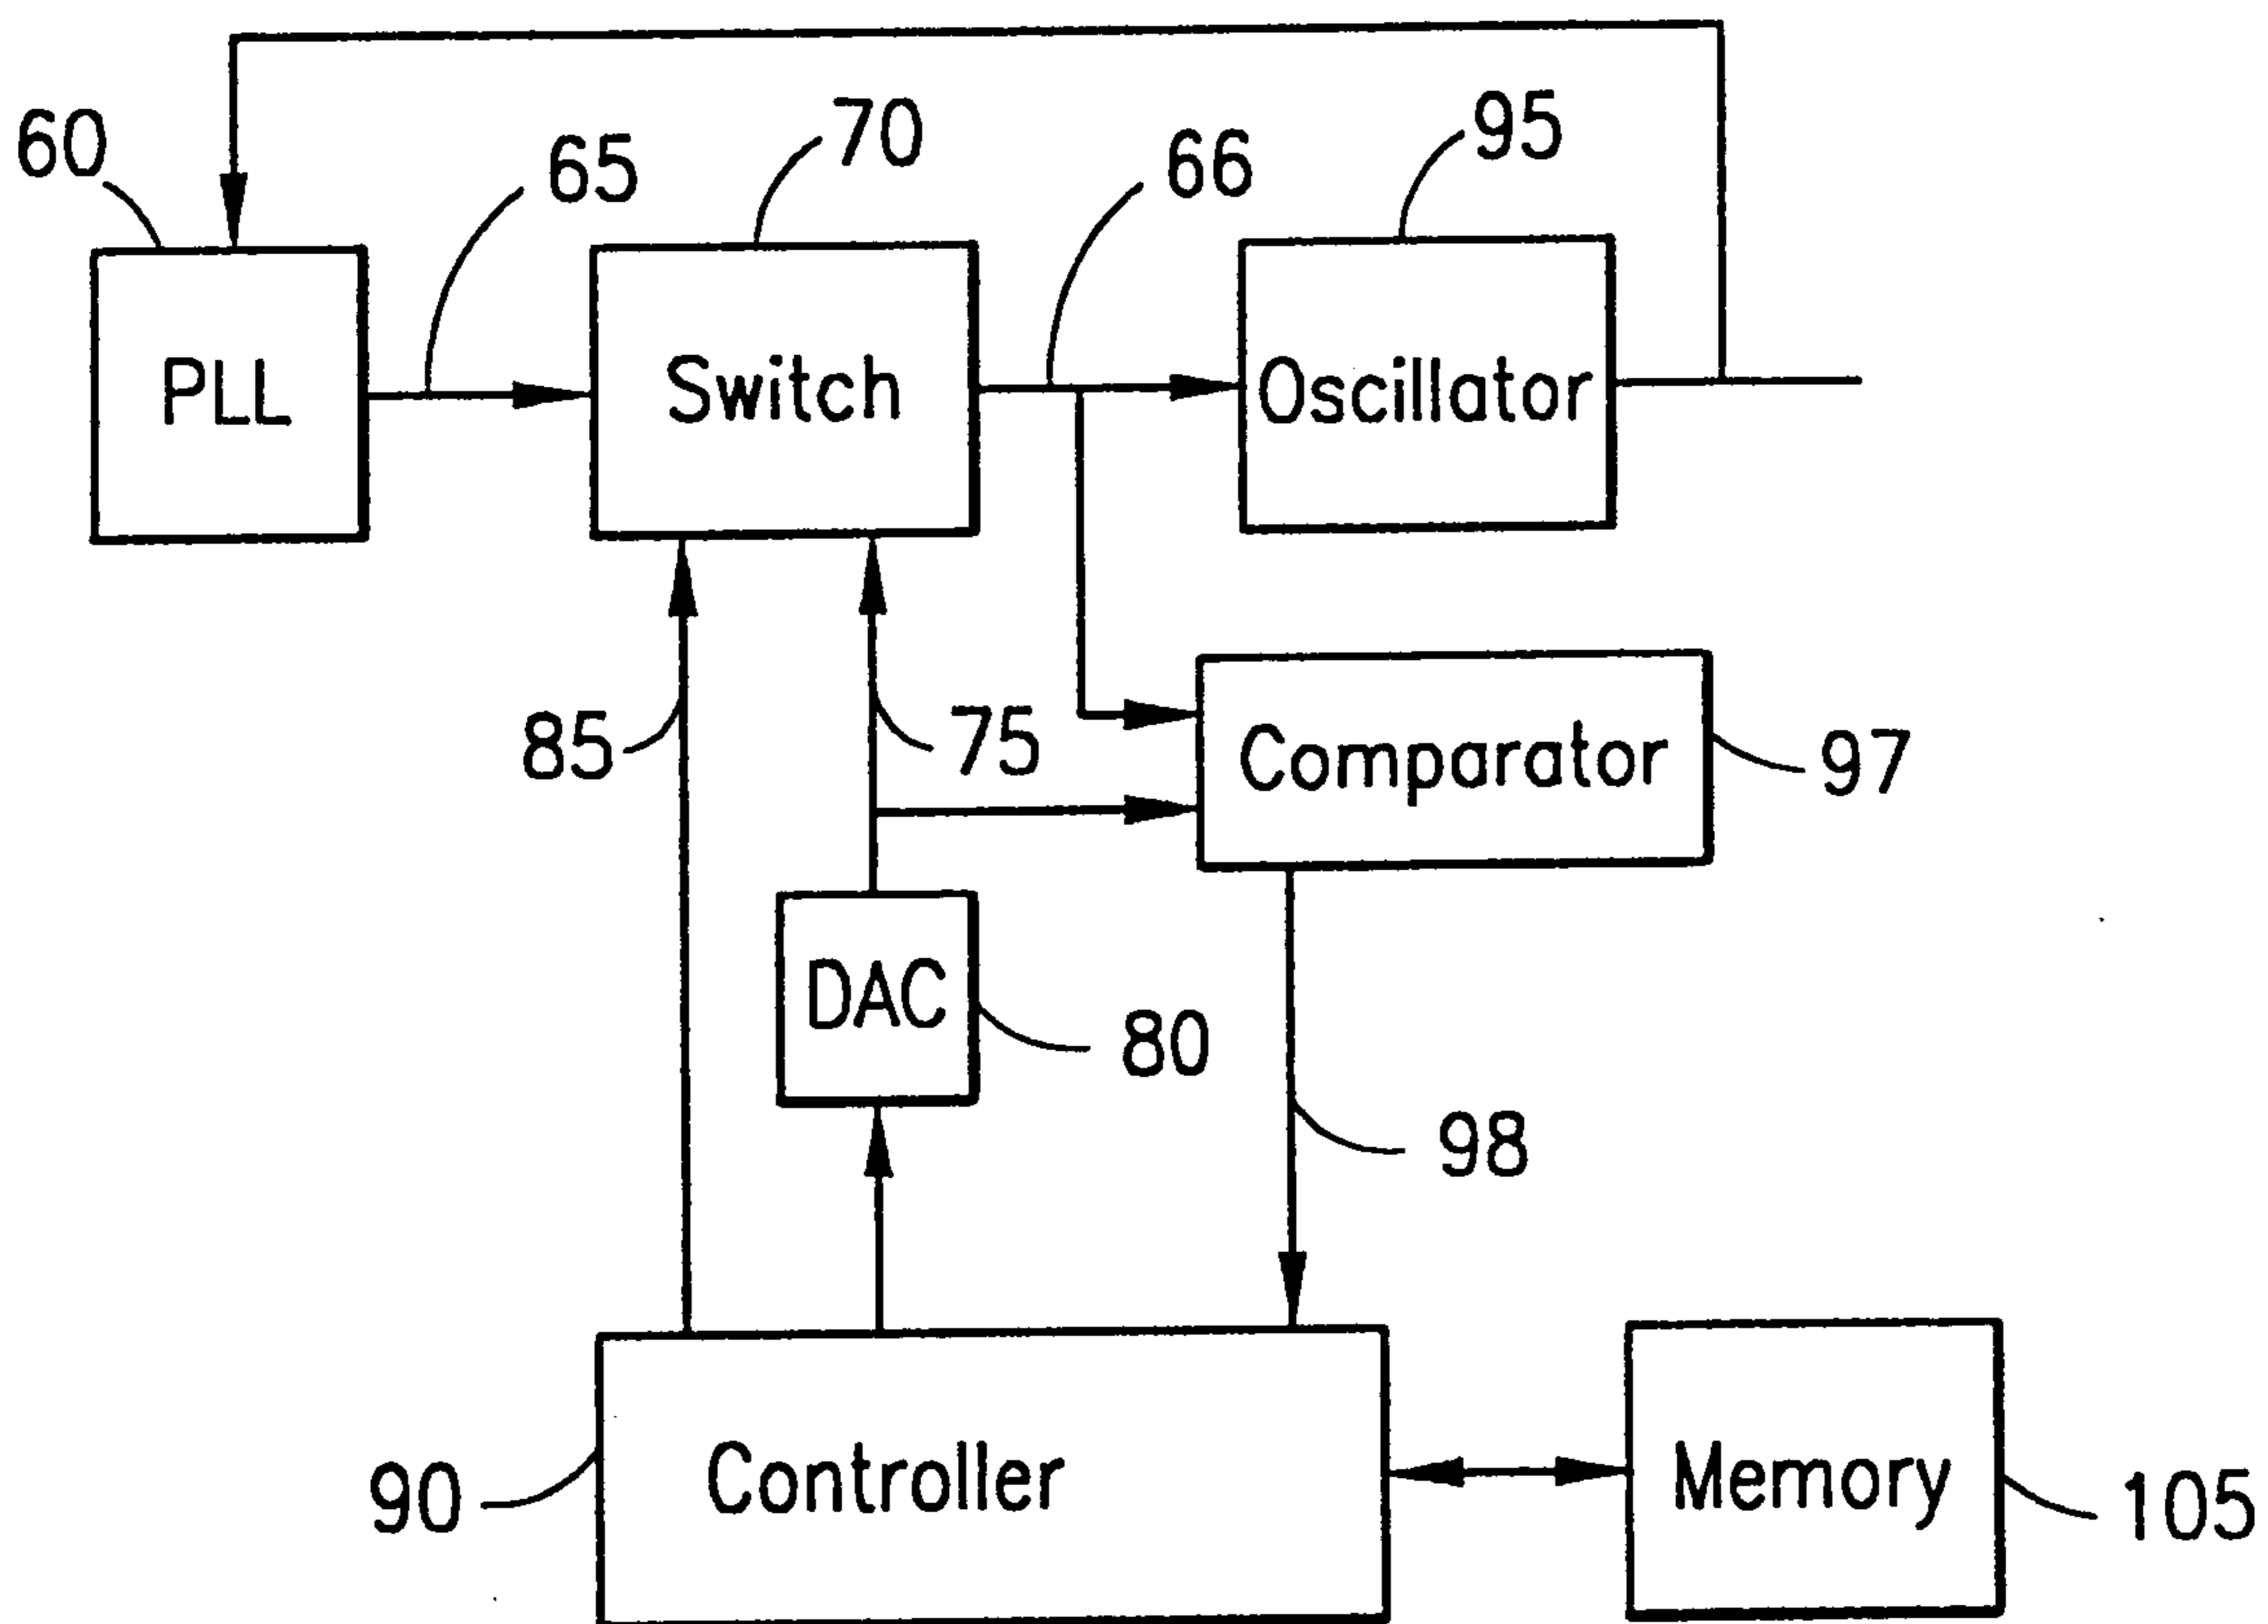 60
65
70
66
95
PLL
Switch
Oscillator
85
75
Comparator
97
DAC
80
98
90
Controller
Memory
105